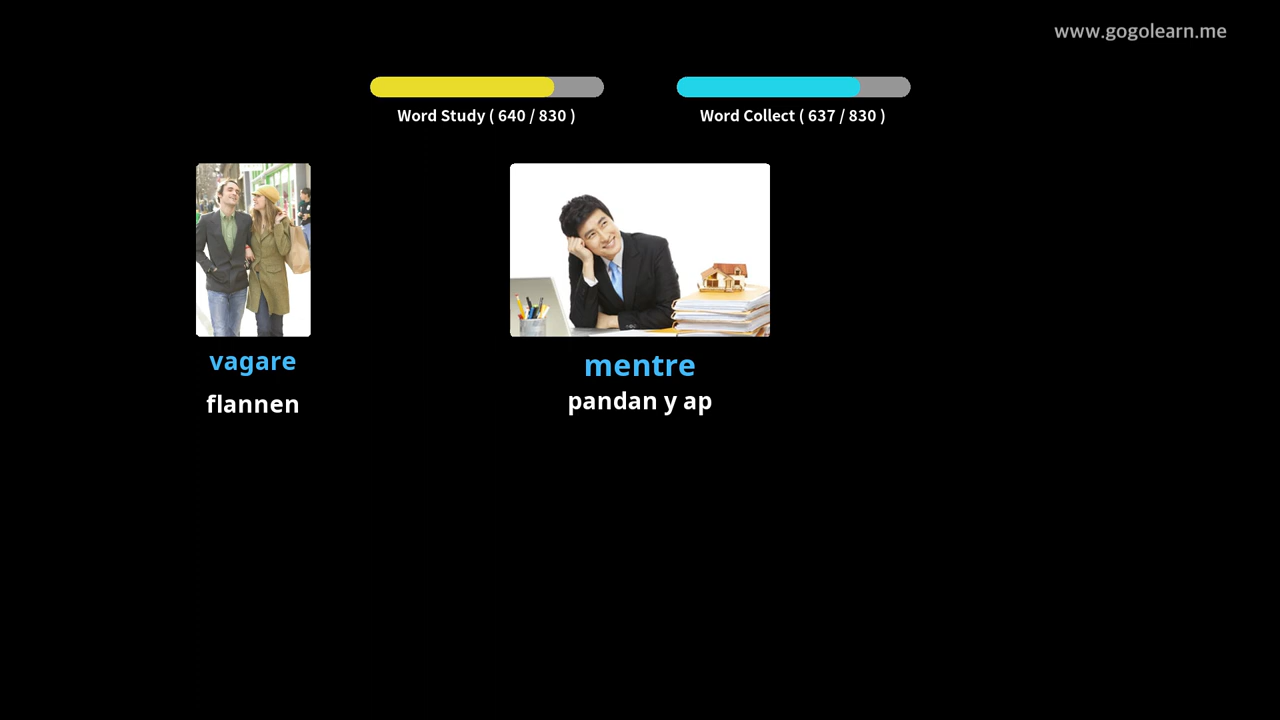 www.gogolearn.me
Word Study ( 640 / 830 )
Word Collect ( 637 / 830 )
vagare
flannen
mentre
pandan y ap